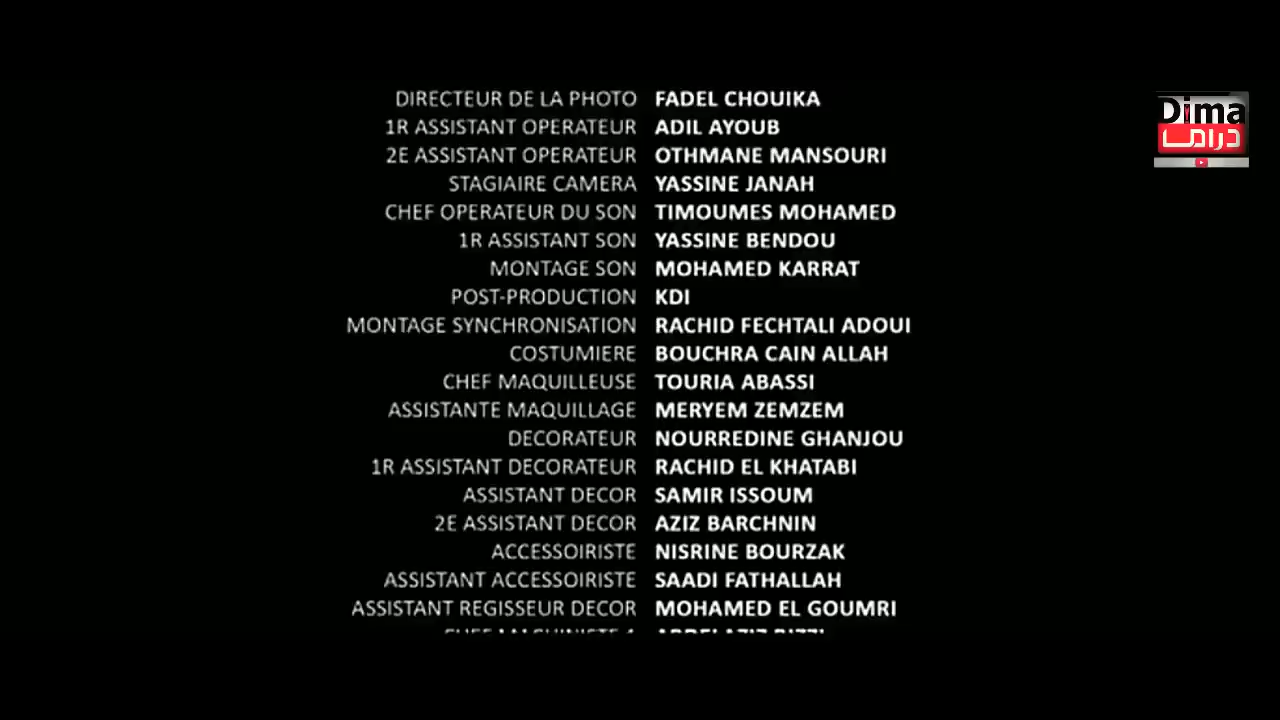 DIRECTEUR DE LA PHOTO FADEL CHOUIKA
1R ASSISTANT OPERATEUR ADIL AYOUB
2E ASSISTANT OPERATEUR OTHMANE MANSOURI
STAGIAIRE CAMERA YASSINE JANAH
CHEF OPERATEUR DU SON TIMOUMES MOHAMED
1R ASSISTANT SON YASSINE BENDOU
MONTAGE SON MOHAMED KARRAT
POST-PRODUCTION KDI
MONTAGE SYNCHRONISATION RACHID FECHTALI ADOUI
COSTUMIERE BOUCHRA CAIN ALLAH
CHEF MAQUILLEUSE TOURIA ABASSI
ASSISTANTE MAQUILLAGE MERYEM ZEMZEM
DECORATEUR NOURREDINE GHANJOU
1R ASSISTANT DECORATEUR RACHID EL KHATABI
ASSISTANT DECOR SAMIR ISSOUM
2E ASSISTANT DECOR AZIZ BARCHNIN
ACCESSOIRISTE NISRINE BOURZAK
ASSISTANT ACCESSOIRISTE SAADI FATHALLAH
ASSISTANT REGISSEUR DECOR MOHAMED EL GOUMRI
Dima
دراما